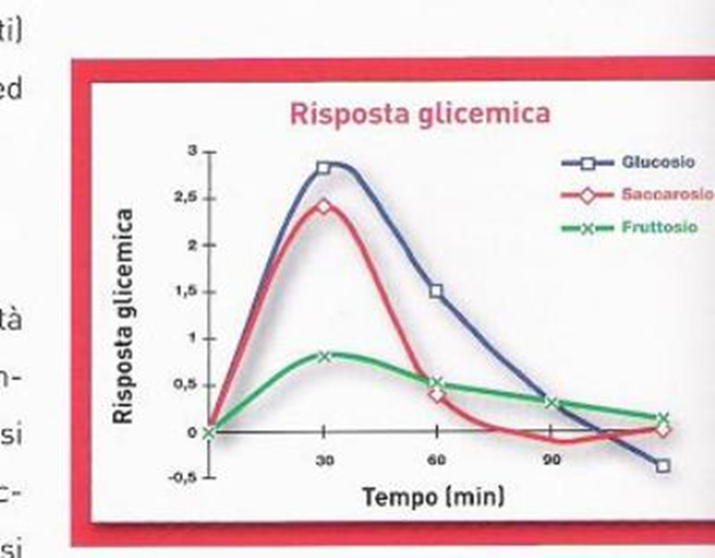 ti)
ed
tà
n-
si
c-
si
Risposta glicemica
Risposta glicemica
3
2,5
2
1,5
1
0,5
0
-0,5
30
60
90
Tempo (min)
Glucosio
Saccarosio
Fruttosio